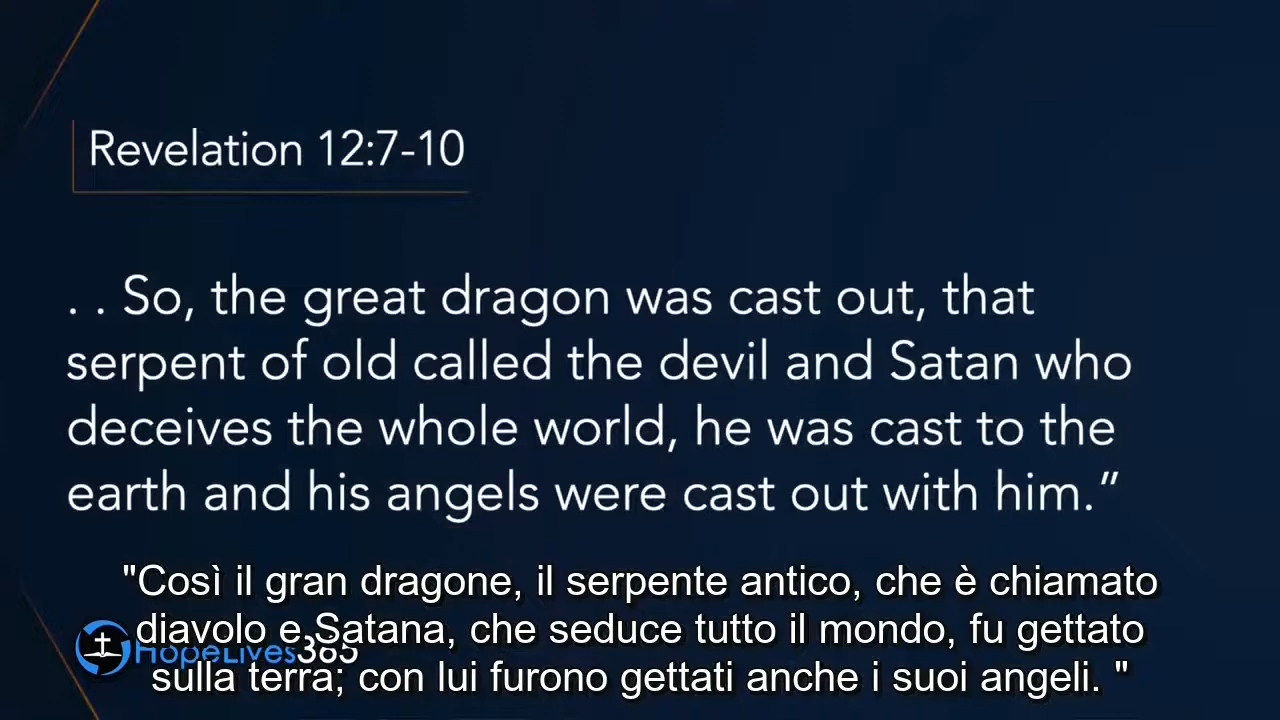 Revelation 12:7-10
. . So, the great dragon was cast out, that
serpent of old called the devil and Satan who
deceives the whole world, he was cast to the
earth and his angels were cast out with him.”
"Così il gran dragone, il serpente antico, che è chiamato
diavolo e Satana, che seduce tutto il mondo, fu gettato
HopeLives365
sulla terra; con lui furono gettati anche i suoi angeli. "